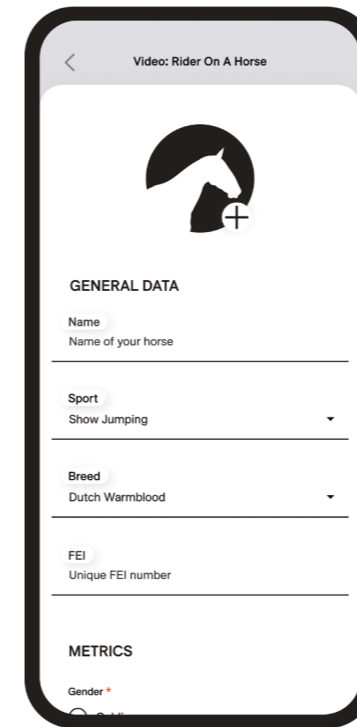 Video: Rider On A Horse
GENERAL DATA
Name
Name of your horse
Sport
Show Jumping
Breed
Dutch Warmblood
FEI
Unique FEI number
METRICS
Gender *